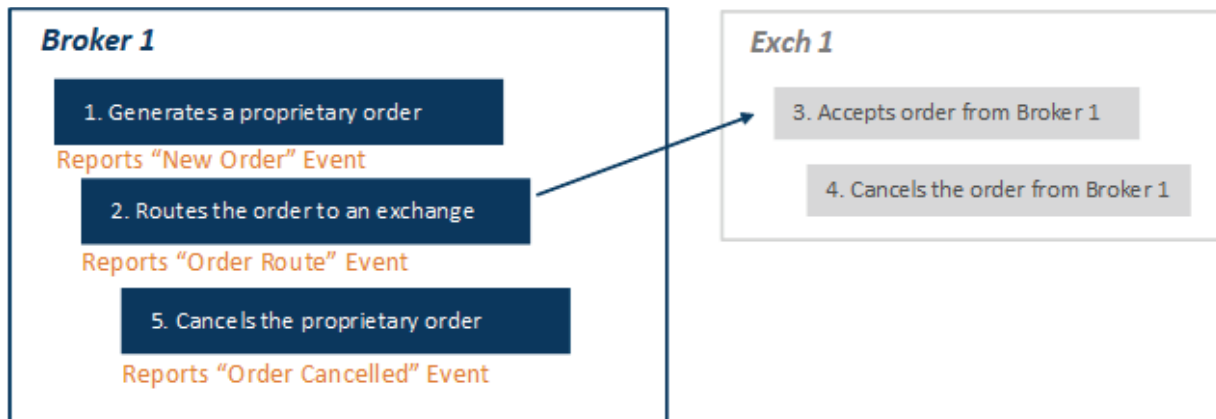 Broker 1
1. Generates a proprietary order
Reports “New Order” Event
2. Routes the order to an exchange
Reports “Order Route” Event
5. Cancels the proprietary order
Reports “Order Cancelled” Event
Exch 1
3. Accepts order from Broker 1
4. Cancels the order from Broker 1